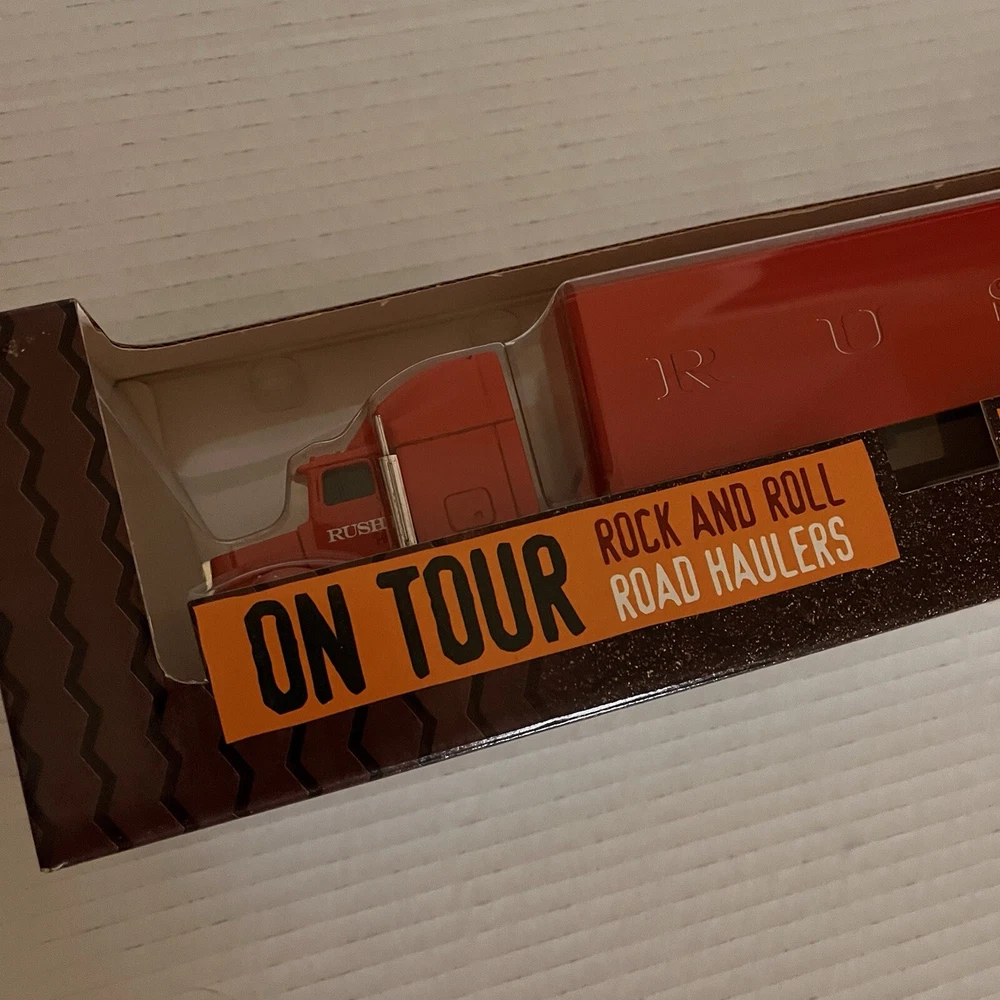 R U S
RUSH
ON TOUR
ROCK AND ROLL
ROAD HAULERS